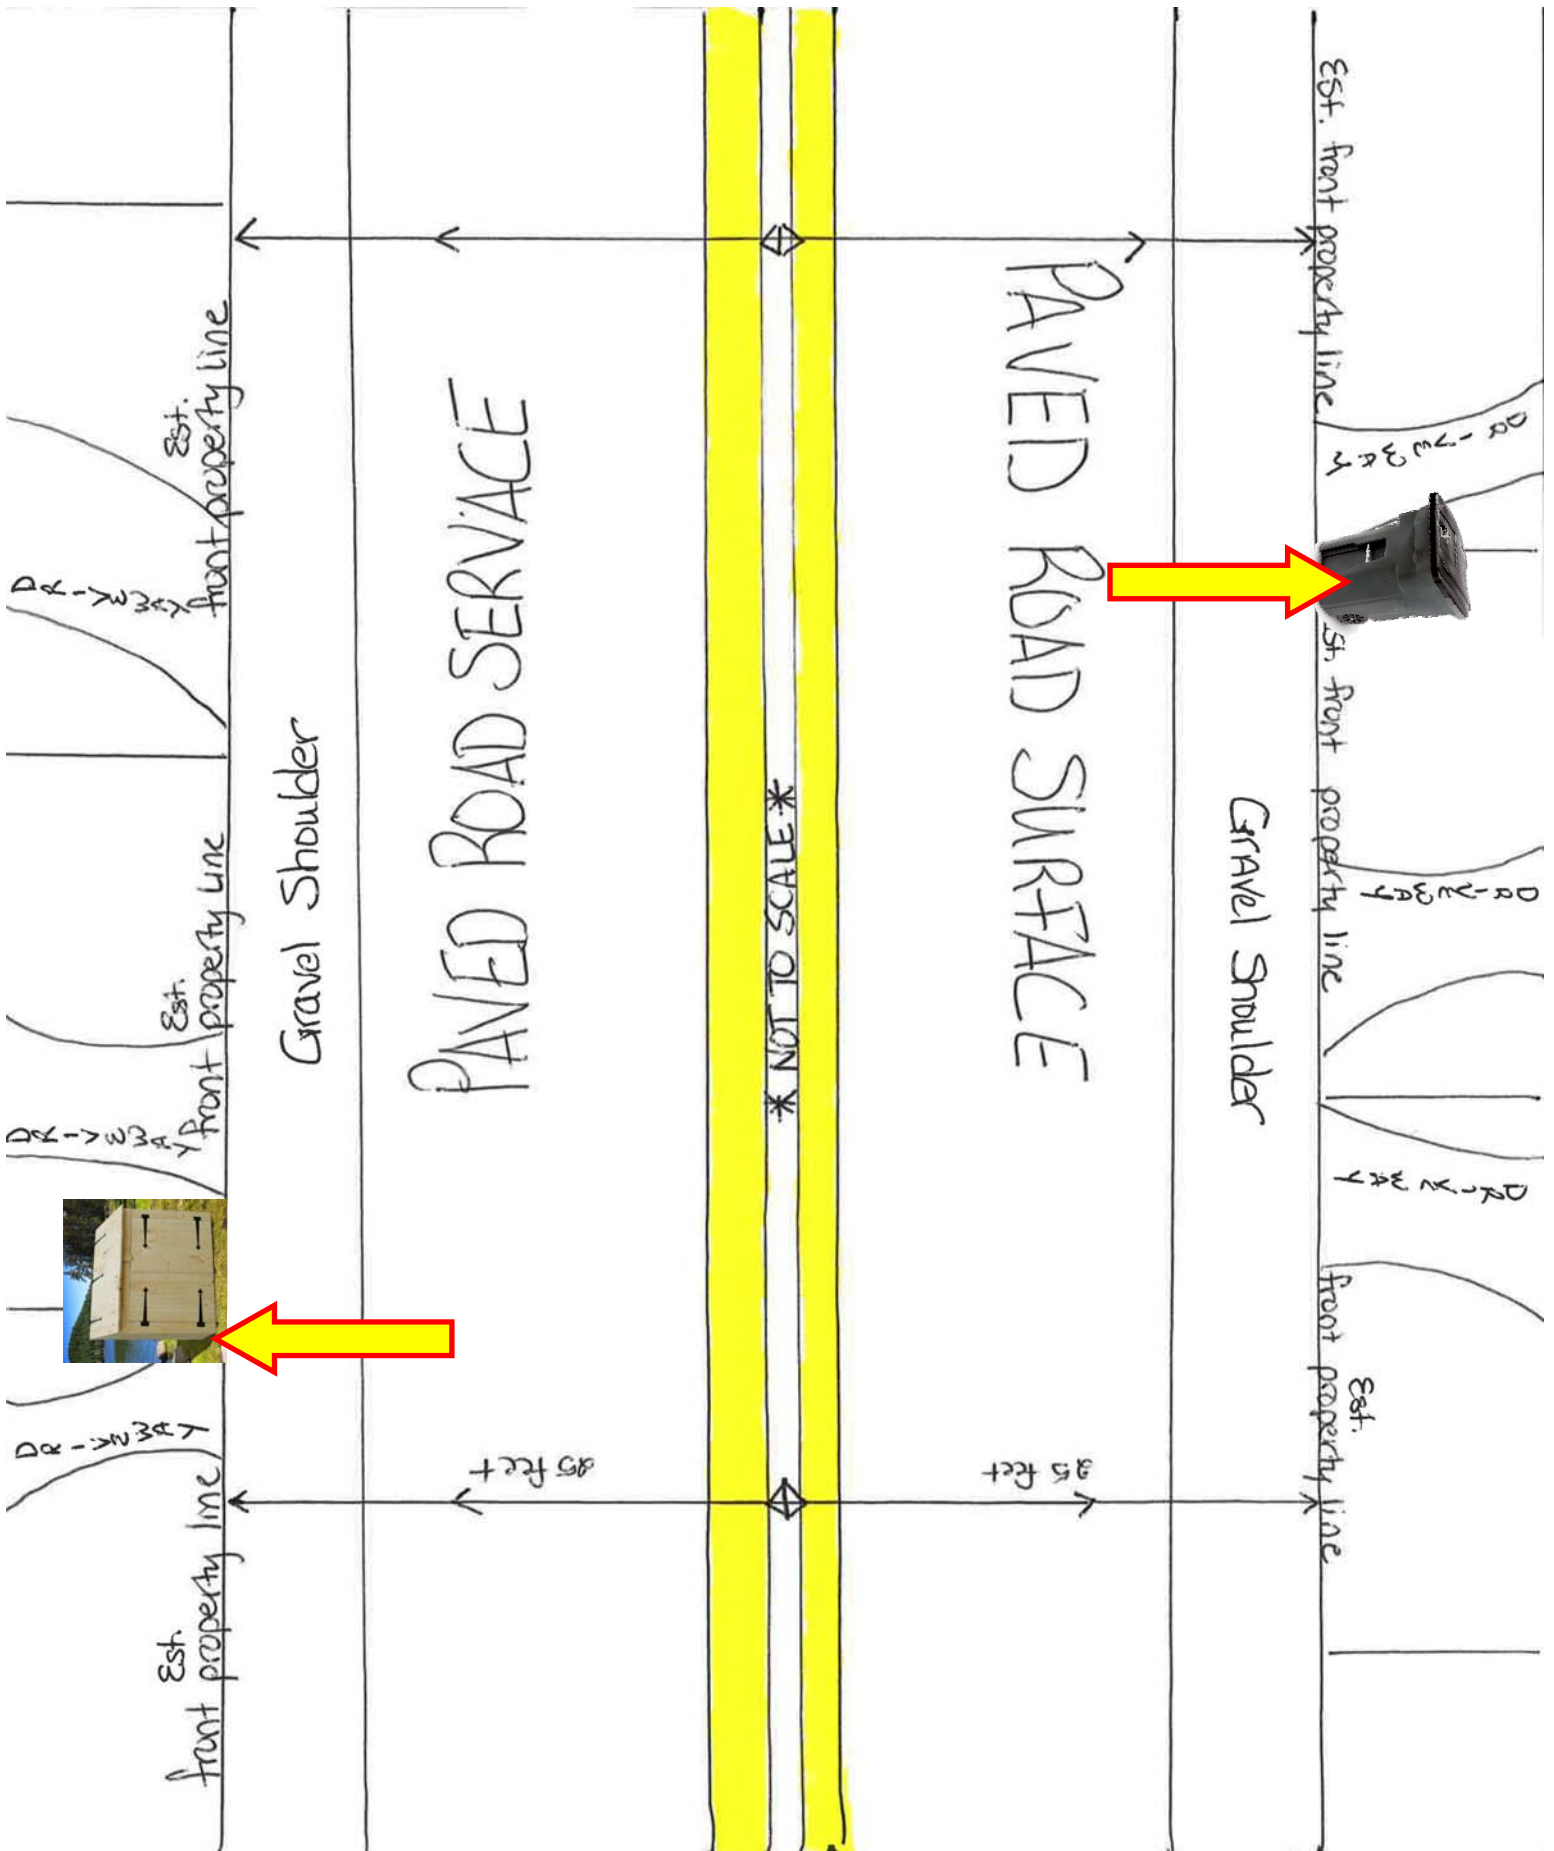 Est. front property line
DRIVEWAY
Est. front property line
DRIVEWAY
DRIVEWAY
front property line
Est.
Gravel Shoulder
PAVED ROAD SURFACE
25 feet
* NOT TO SCALE *
25 feet
PAVED ROAD SERVACE
Gravel Shoulder
Est.
front property line
DRIVEWAY
Est.
front property line
DRIVEWAY
DRIVEWAY
Est.
front property line